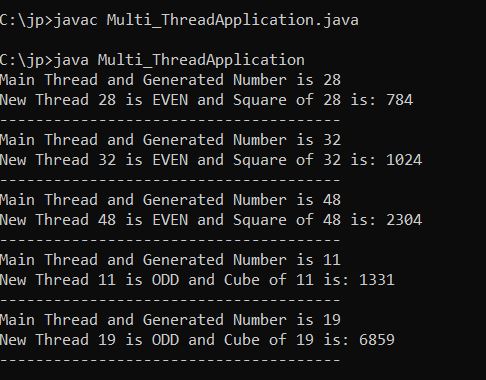 C:\jp>javac Multi_ThreadApplication.java
C:\jp>java Multi_ThreadApplication
Main Thread and Generated Number is 28
New Thread 28 is EVEN and Square of 28 is: 784
--------------------------------------
Main Thread and Generated Number is 32
New Thread 32 is EVEN and Square of 32 is: 1024
--------------------------------------
Main Thread and Generated Number is 48
New Thread 48 is EVEN and Square of 48 is: 2304
--------------------------------------
Main Thread and Generated Number is 11
New Thread 11 is ODD and Cube of 11 is: 1331
--------------------------------------
Main Thread and Generated Number is 19
New Thread 19 is ODD and Cube of 19 is: 6859
--------------------------------------